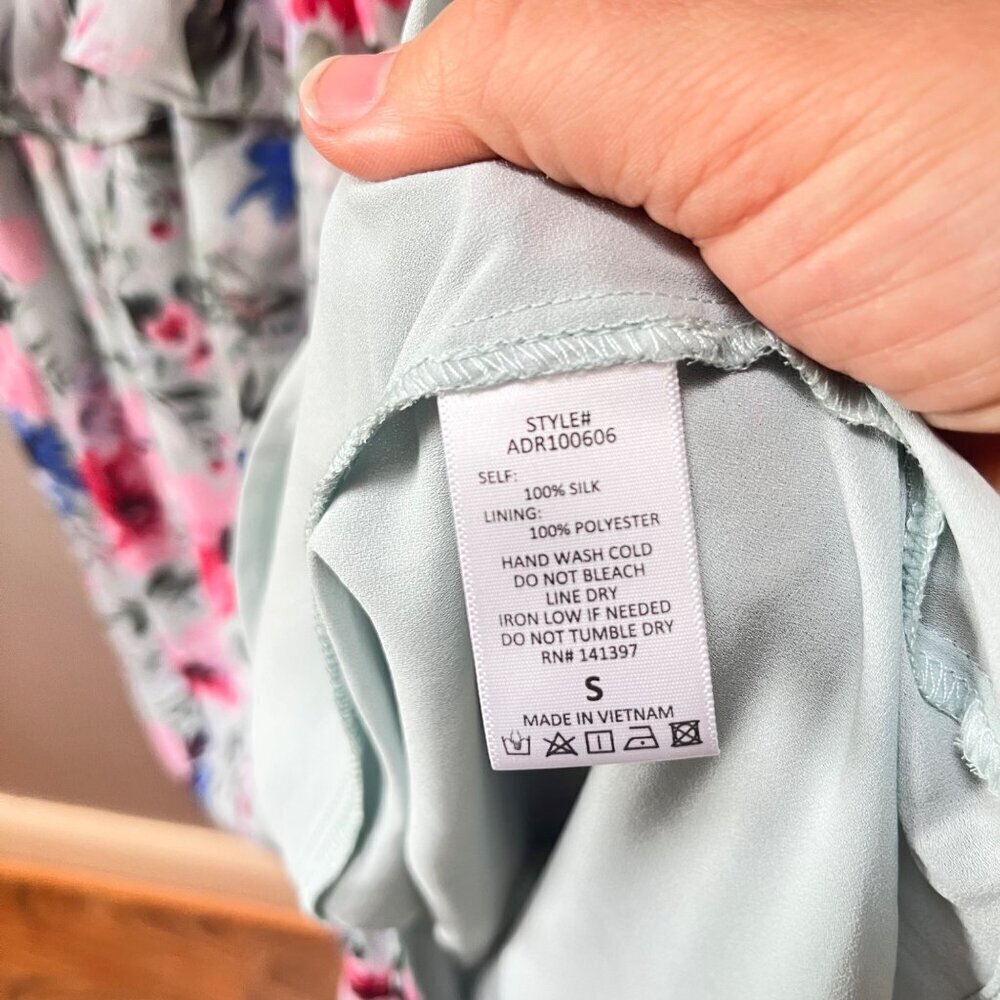 STYLE#
ADR100606
SELF:
100% SILK
LINING:
100% POLYESTER
HAND WASH COLD
DO NOT BLEACH
LINE DRY
IRON LOW IF NEEDED
DO NOT TUMBLE DRY
RN# 141397
S
MADE IN VIETNAM